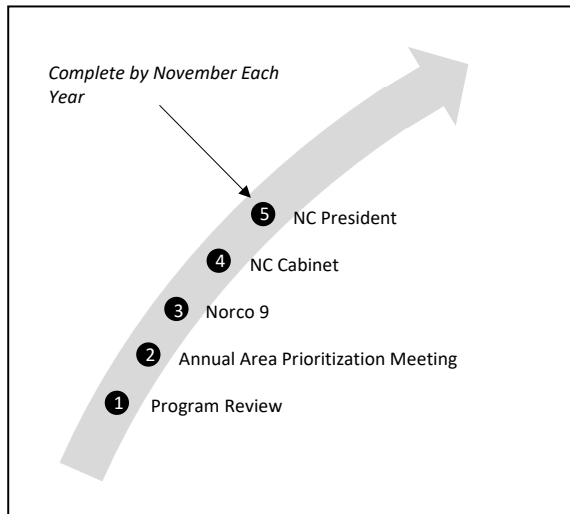 Complete by November Each
Year
5 NC President
4 NC Cabinet
3 Norco 9
2 Annual Area Prioritization Meeting
1 Program Review